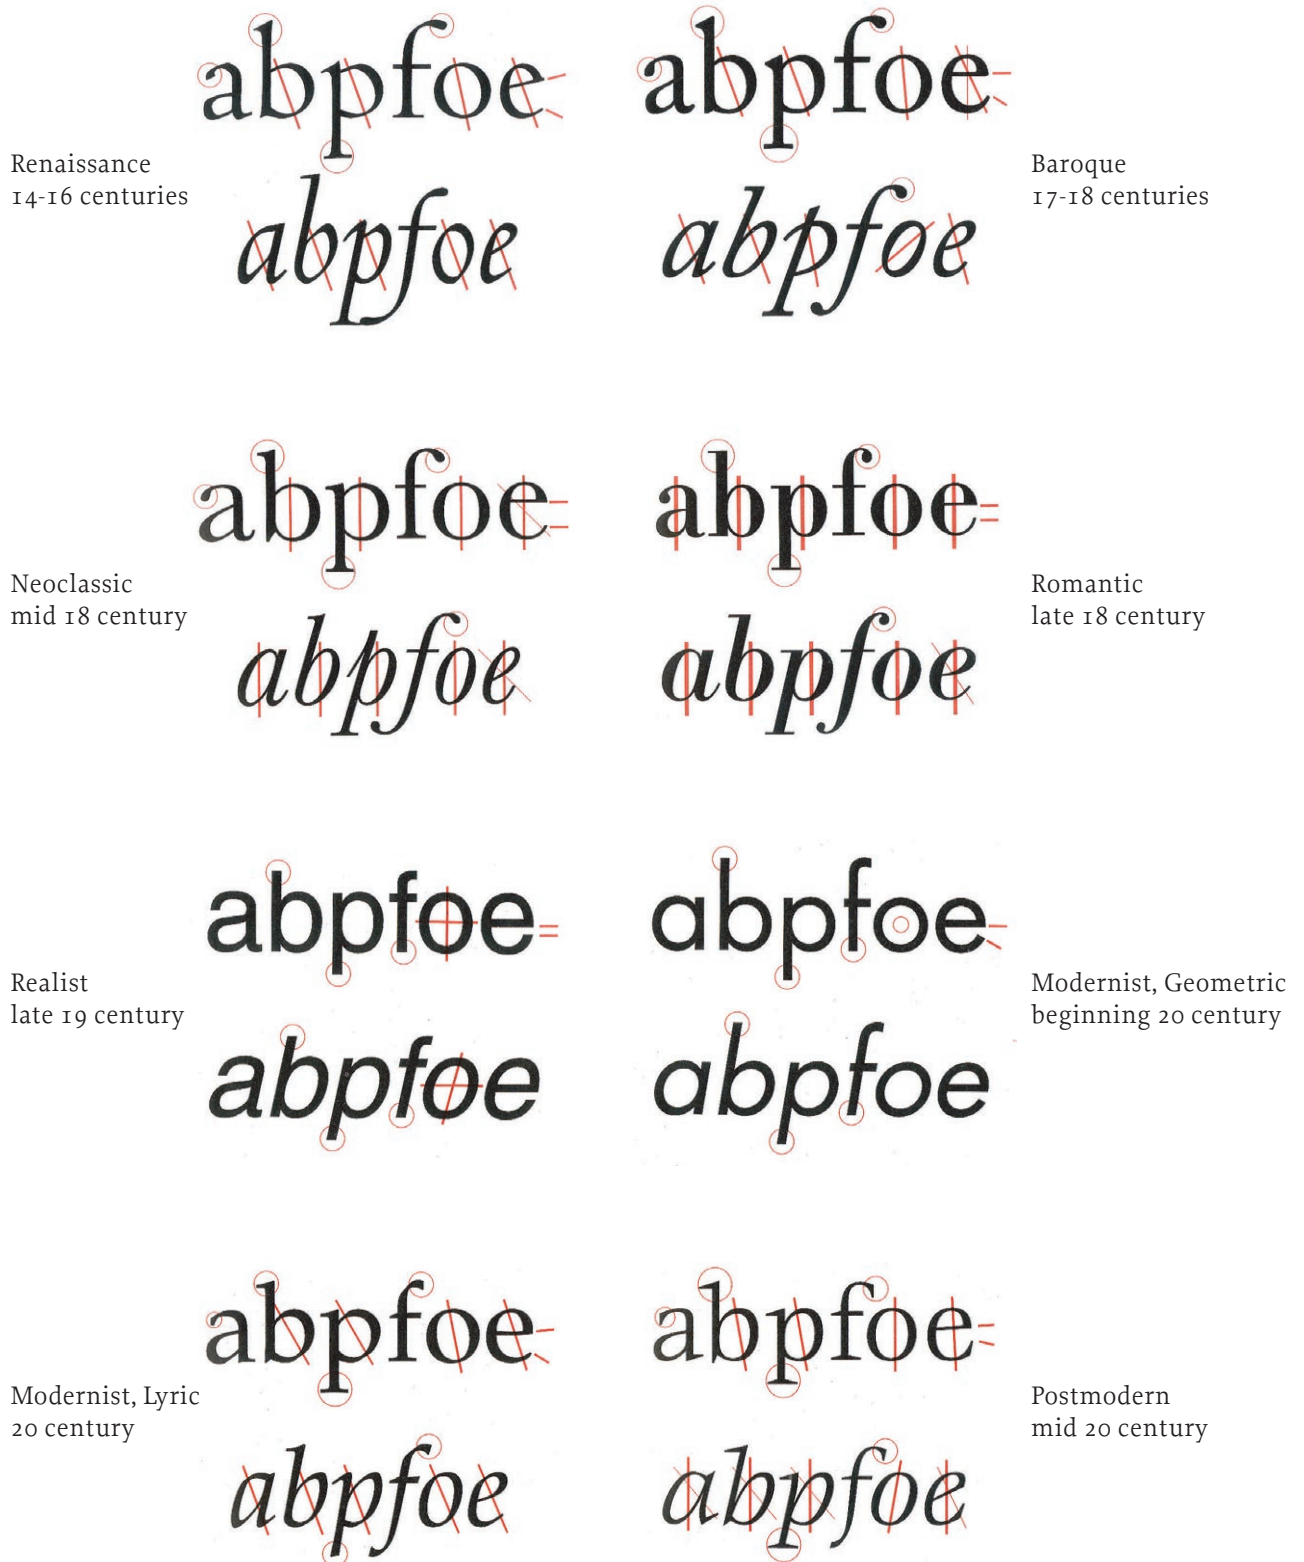 abpfoe
abpfoe
Renaissance
14-16 centuries
abpfoe
abpfoe
Baroque
17-18 centuries
abpfoe
abpfoe
Neoclassic
mid 18 century
abpfoe
abpfoe
Romantic
late 18 century
abpfoe
abpfoe
Realist
late 19 century
abpfoe
abpfoe
Modernist, Geometric
beginning 20 century
abpfoe
abpfoe
Modernist, Lyric
20 century
abpfoe
abpfoe
Postmodern
mid 20 century